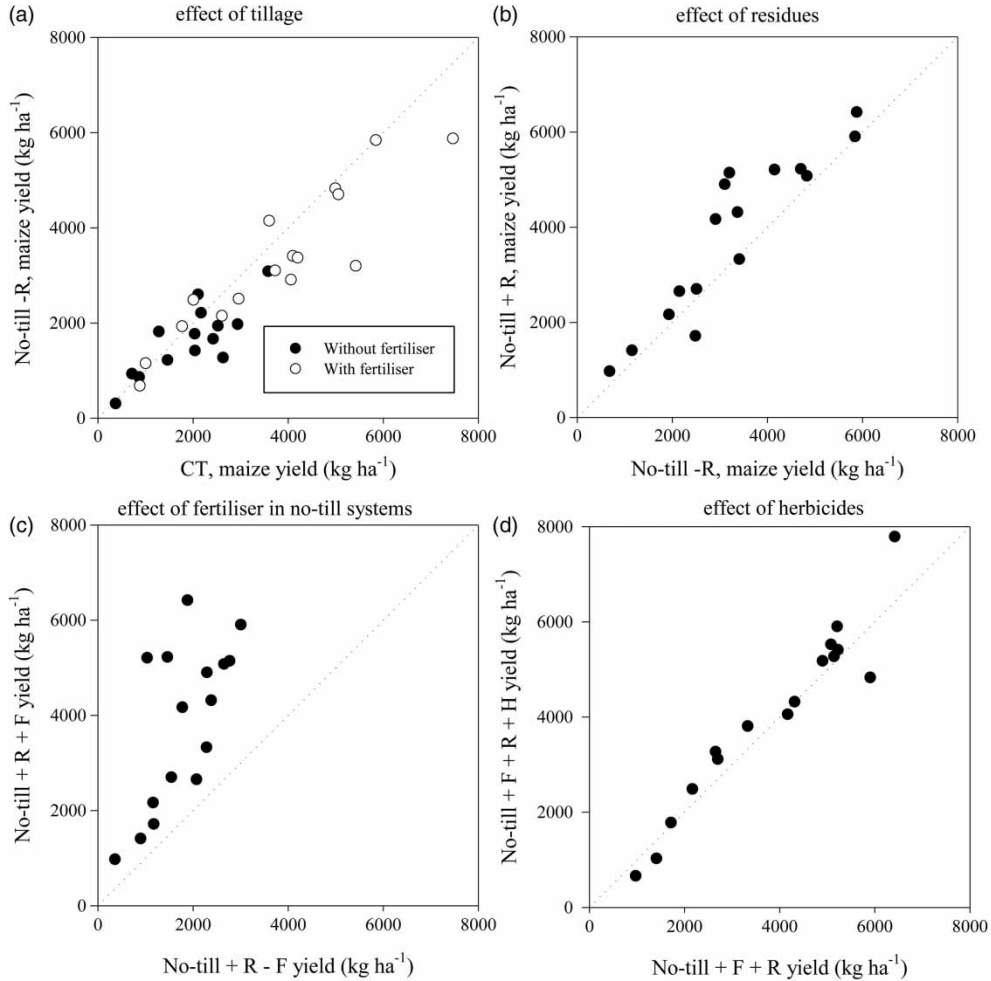 (a) effect of tillage
8000
6000
4000
2000
0
No-till -R, maize yield (kg ha⁻¹)
Without fertiliser
With fertiliser
0 2000 4000 6000 8000
CT, maize yield (kg ha⁻¹)
(b) effect of residues
8000
6000
4000
2000
0
No-till + R, maize yield (kg ha⁻¹)
0 2000 4000 6000 8000
No-till -R, maize yield (kg ha⁻¹)
(c) effect of fertiliser in no-till systems
8000
6000
4000
2000
0
No-till + R + F yield (kg ha⁻¹)
0 2000 4000 6000 8000
No-till + R - F yield (kg ha⁻¹)
(d) effect of herbicides
8000
6000
4000
2000
0
No-till + F + R + H yield (kg ha⁻¹)
0 2000 4000 6000 8000
No-till + F + R yield (kg ha⁻¹)